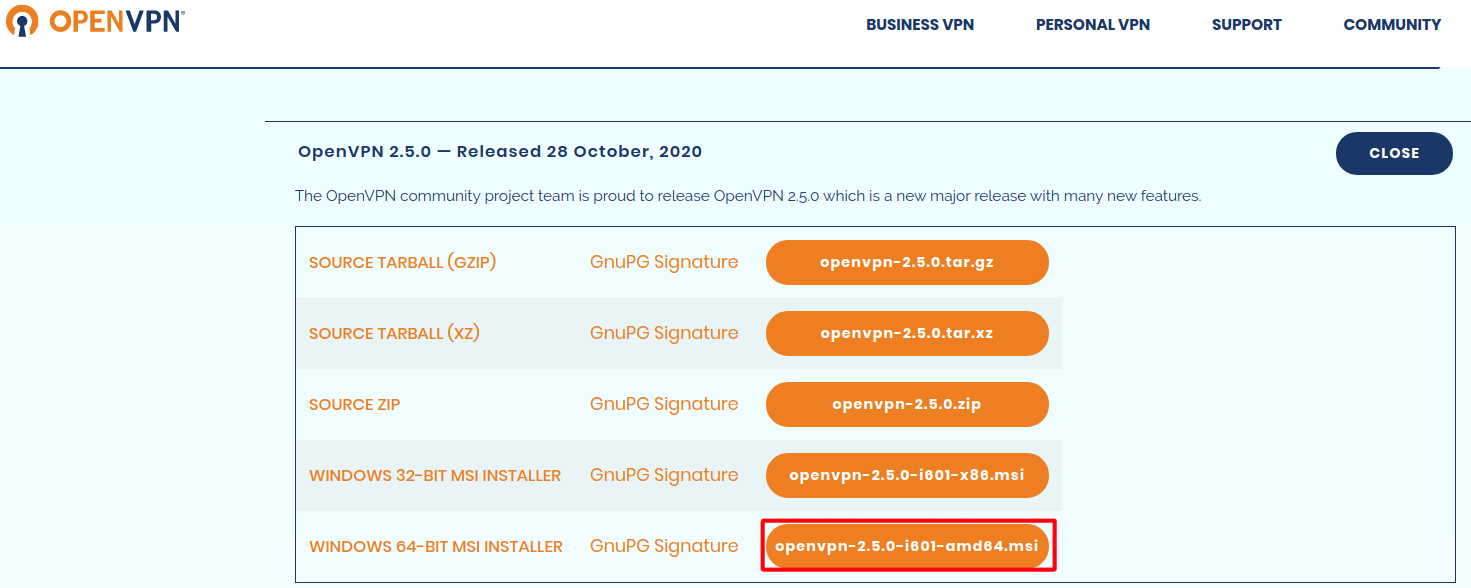 OPENVPN®
BUSINESS VPN PERSONAL VPN SUPPORT COMMUNITY
OpenVPN 2.5.0 — Released 28 October, 2020
CLOSE
The OpenVPN community project team is proud to release OpenVPN 2.5.0 which is a new major release with many new features.
SOURCE TARBALL (GZIP) GnuPG Signature openvpn-2.5.0.tar.gz
SOURCE TARBALL (XZ) GnuPG Signature openvpn-2.5.0.tar.xz
SOURCE ZIP GnuPG Signature openvpn-2.5.0.zip
WINDOWS 32-BIT MSI INSTALLER GnuPG Signature openvpn-2.5.0-i601-x86.msi
WINDOWS 64-BIT MSI INSTALLER GnuPG Signature openvpn-2.5.0-i601-amd64.msi